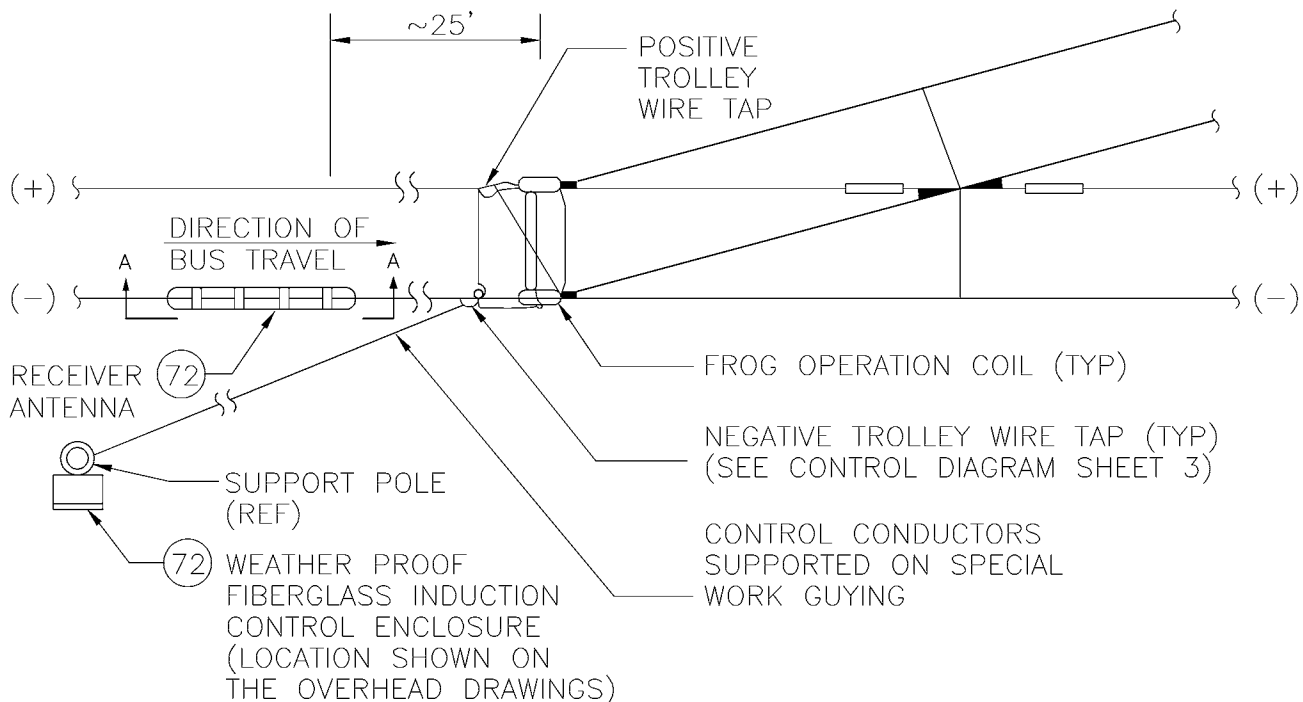 ~25'
POSITIVE
TROLLEY
WIRE TAP
(+)
(+)
DIRECTION OF
BUS TRAVEL
A
A
(-)
(-)
RECEIVER 72
ANTENNA
FROG OPERATION COIL (TYP)
NEGATIVE TROLLEY WIRE TAP (TYP)
(SEE CONTROL DIAGRAM SHEET 3)
SUPPORT POLE
(REF)
CONTROL CONDUCTORS
SUPPORTED ON SPECIAL
WORK GUYING
72 WEATHER PROOF
FIBERGLASS INDUCTION
CONTROL ENCLOSURE
(LOCATION SHOWN ON
THE OVERHEAD DRAWINGS)